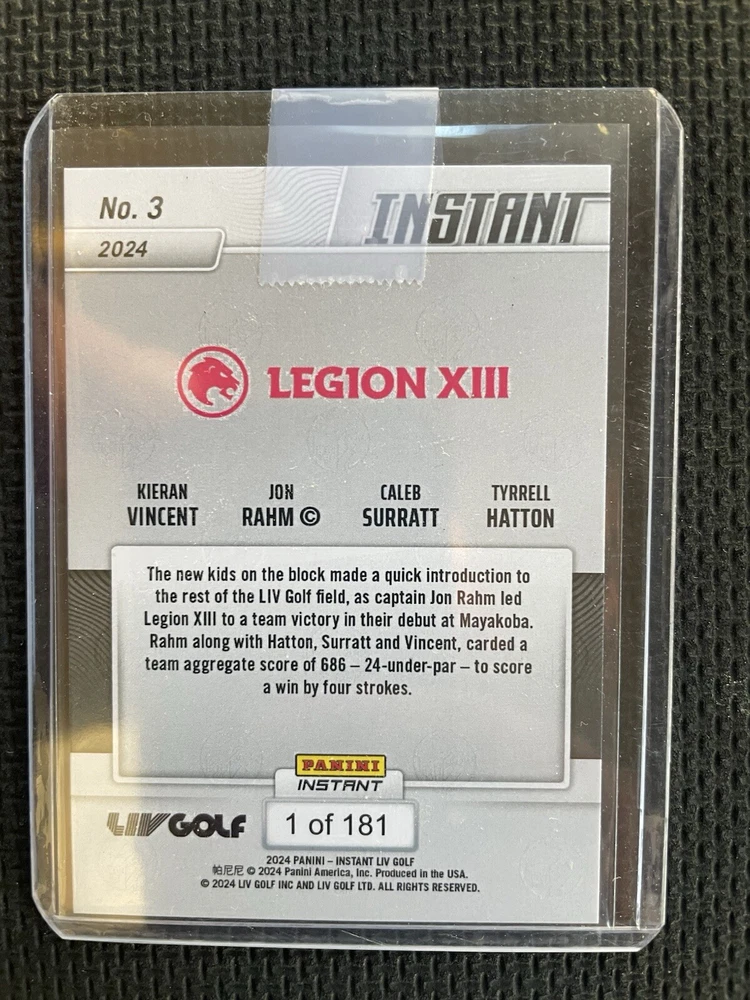 No. 3
INSTANT
2024
LEGION XIII
KIERAN JON CALEB TYRRELL
VINCENT RAHM © SURRATT HATTON
The new kids on the block made a quick introduction to
the rest of the LIV Golf field, as captain Jon Rahm led
Legion XIII to a team victory in their debut at Mayakoba.
Rahm along with Hatton, Surratt and Vincent, carded a
team aggregate score of 686 – 24-under-par – to score
a win by four strokes.
PANINI
INSTANT
LIV GOLF
1 of 181
2024 PANINI – INSTANT LIV GOLF
帕尼尼 © 2024 Panini America, Inc. Produced in the USA.
© 2024 LIV GOLF INC AND LIV GOLF LTD. ALL RIGHTS RESERVED.